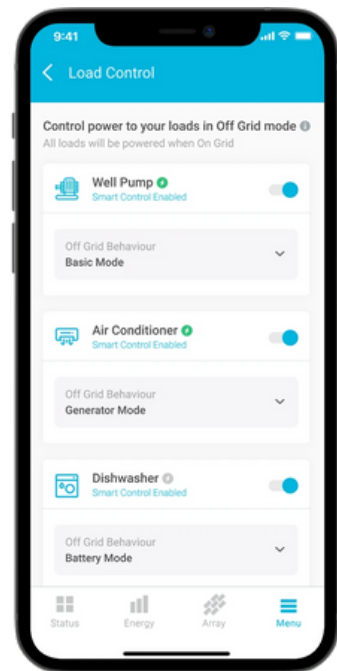 9:41
Load Control
Control power to your loads in Off Grid mode
All loads will be powered when On Grid
Well Pump
Smart Control Enabled
Off Grid Behaviour
Basic Mode
Air Conditioner
Smart Control Enabled
Off Grid Behaviour
Generator Mode
Dishwasher
Smart Control Enabled
Off Grid Behaviour
Battery Mode
Status Energy Array Menu